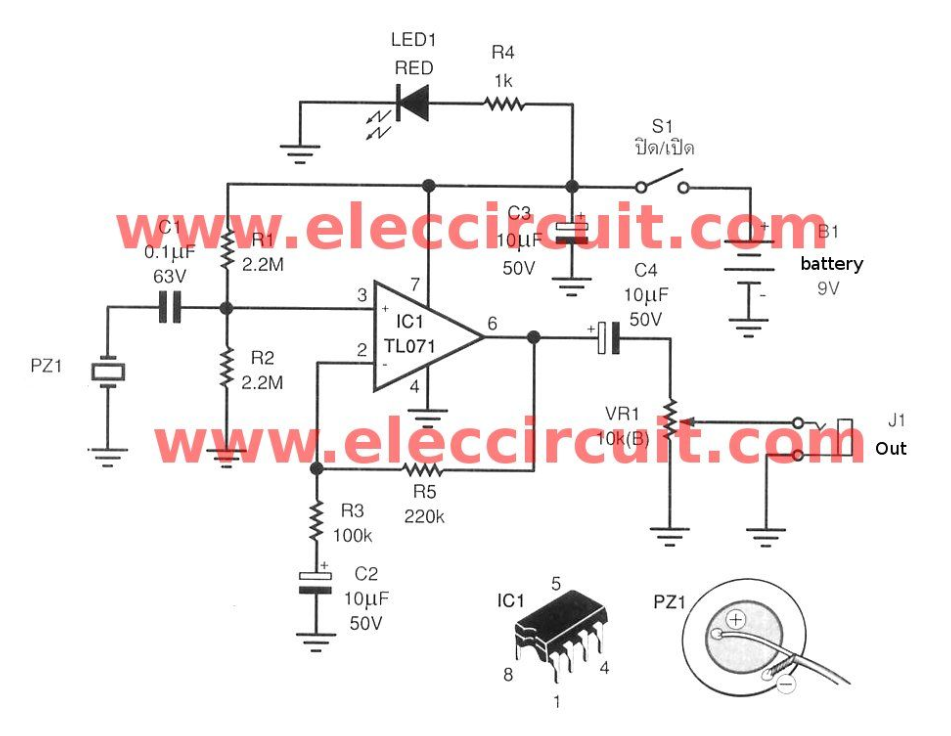 LED1
RED
R4
1k
S1
ปิด/เปิด
www.eleccircuit.com
C1
0.1µF
63V
R1
2.2M
C3
+
10µF
50V
C4
10µF
50V
+
B1
battery
9V
-
7
3
+
IC1
TL071
6
2
-
4
+
PZ1
R2
2.2M
VR1
10k(B)
J1
Out
www.eleccircuit.com
R5
220k
R3
100k
+
C2
10µF
50V
IC1
5
8
4
1
PZ1
+
-